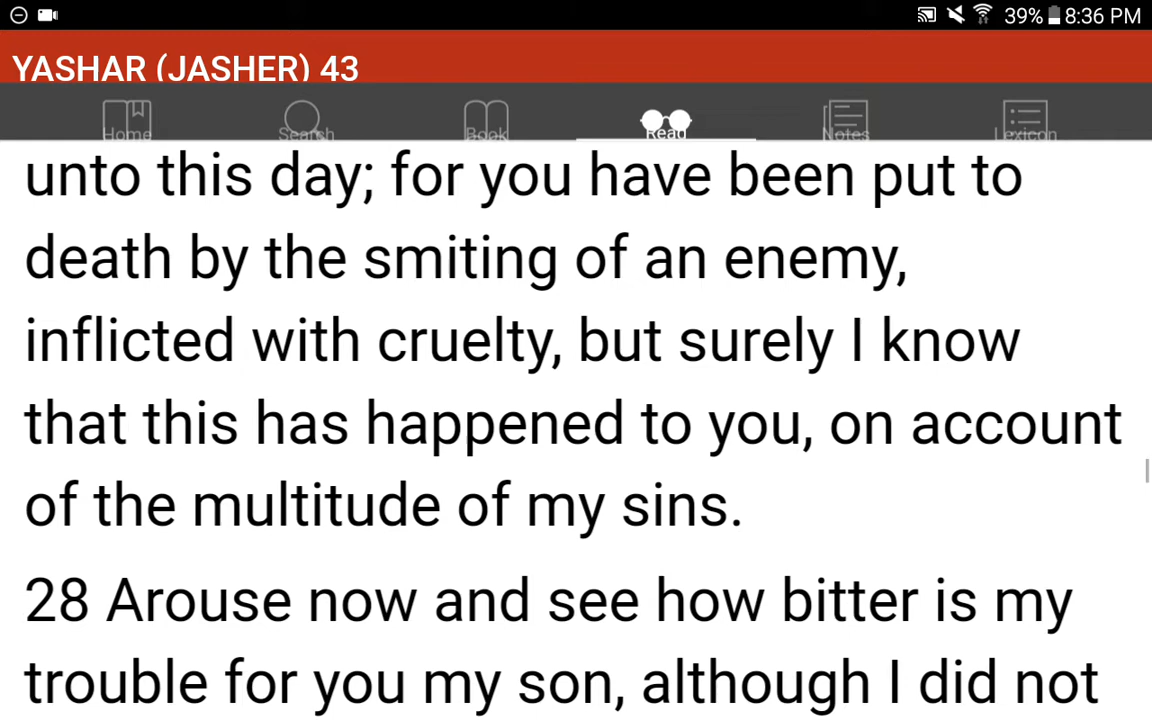 39% 8:36 PM
YASHAR (JASHER) 43
Home Search Book Read Notes Lexicon
unto this day; for you have been put to
death by the smiting of an enemy,
inflicted with cruelty, but surely I know
that this has happened to you, on account
of the multitude of my sins.
28 Arouse now and see how bitter is my
trouble for you my son, although I did not